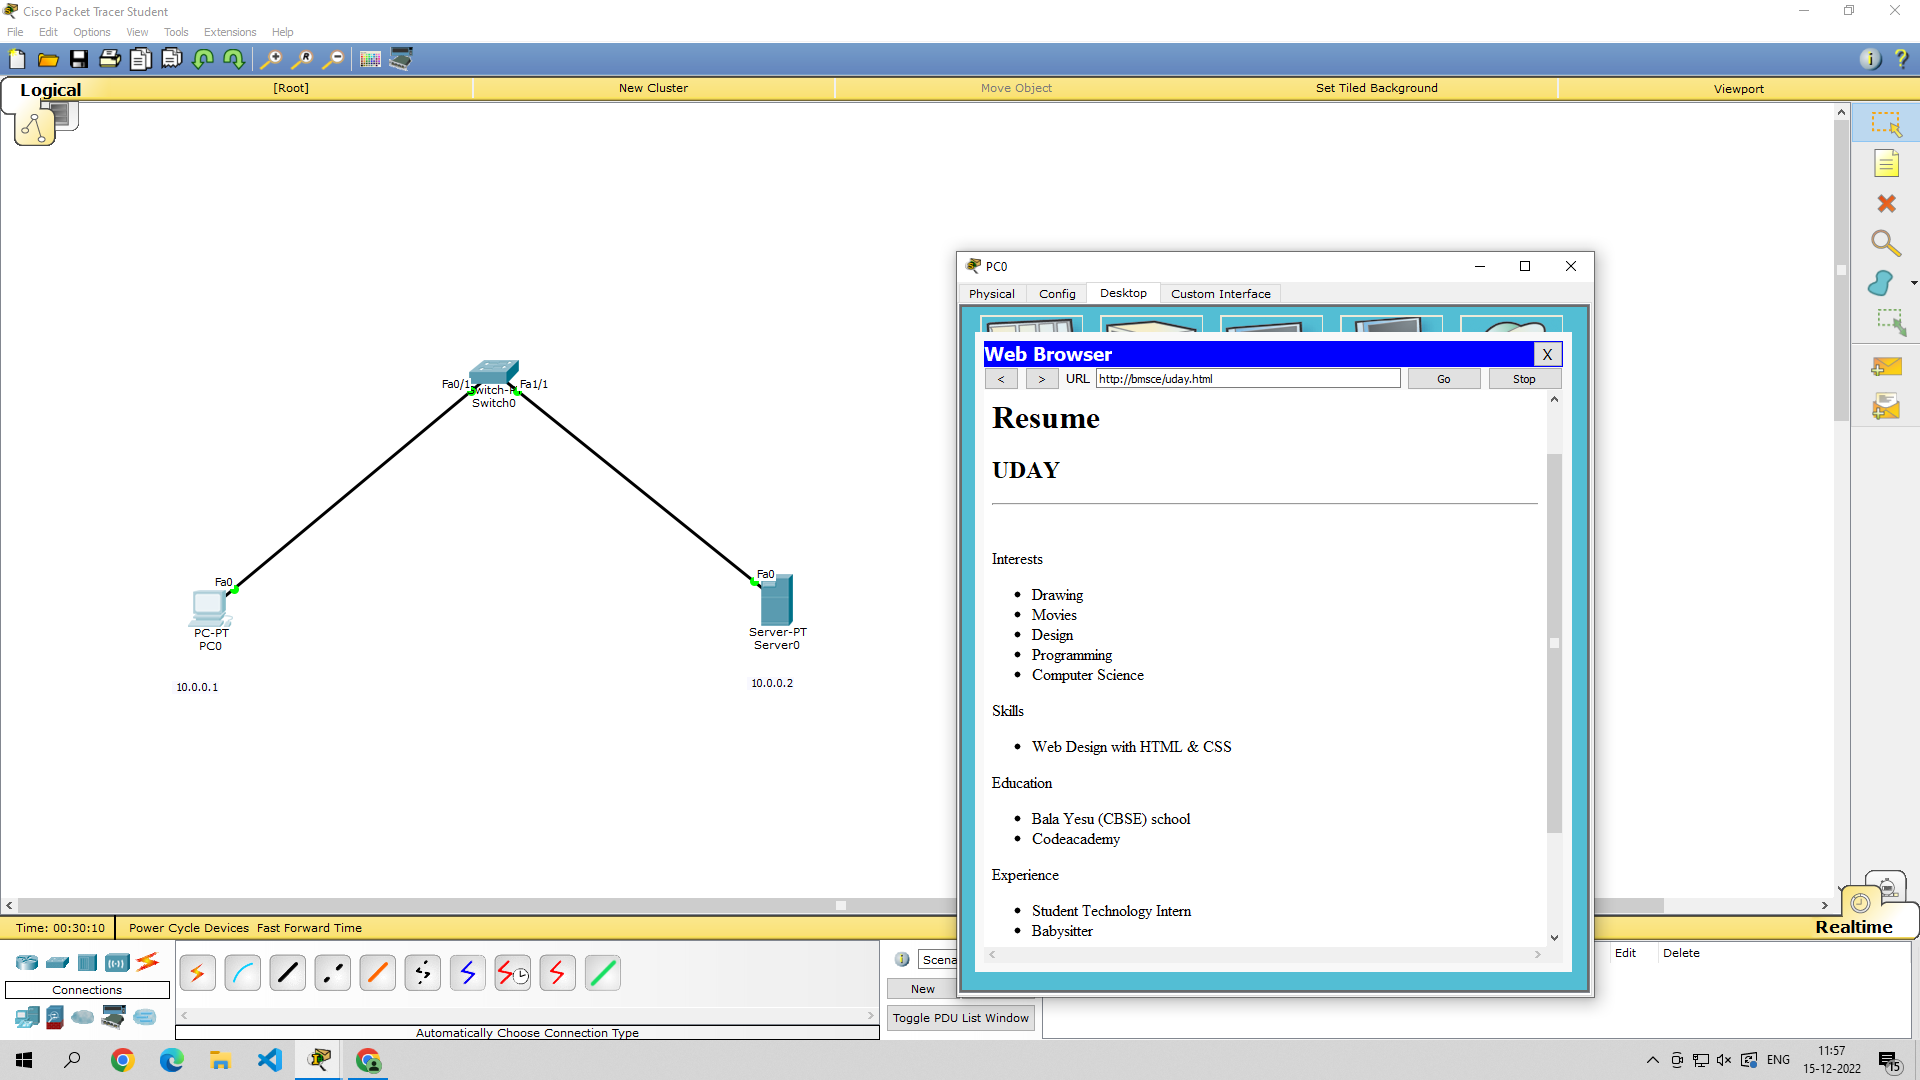 Cisco Packet Tracer Student
File Edit Options View Tools Extensions Help
Logical [Root] New Cluster Move Object Set Tiled Background Viewport
PC0
Physical Config Desktop Custom Interface
Web Browser X
< > URL http://bmsce/uday.html Go Stop
Resume
UDAY
Interests
Drawing
Movies
Design
Programming
Computer Science
Skills
Web Design with HTML & CSS
Education
Bala Yesu (CBSE) school
Codeacademy
Experience
Student Technology Intern
Babysitter
Fa0/1 Fa1/1
Switch0
Fa0
PC-PT
PC0
10.0.0.1
Fa0
Server-PT
Server0
10.0.0.2
Time: 00:30:10 Power Cycle Devices Fast Forward Time Realtime
Connections
Automatically Choose Connection Type
Scena
New
Toggle PDU List Window
Edit Delete
ENG
11:57
15-12-2022
15